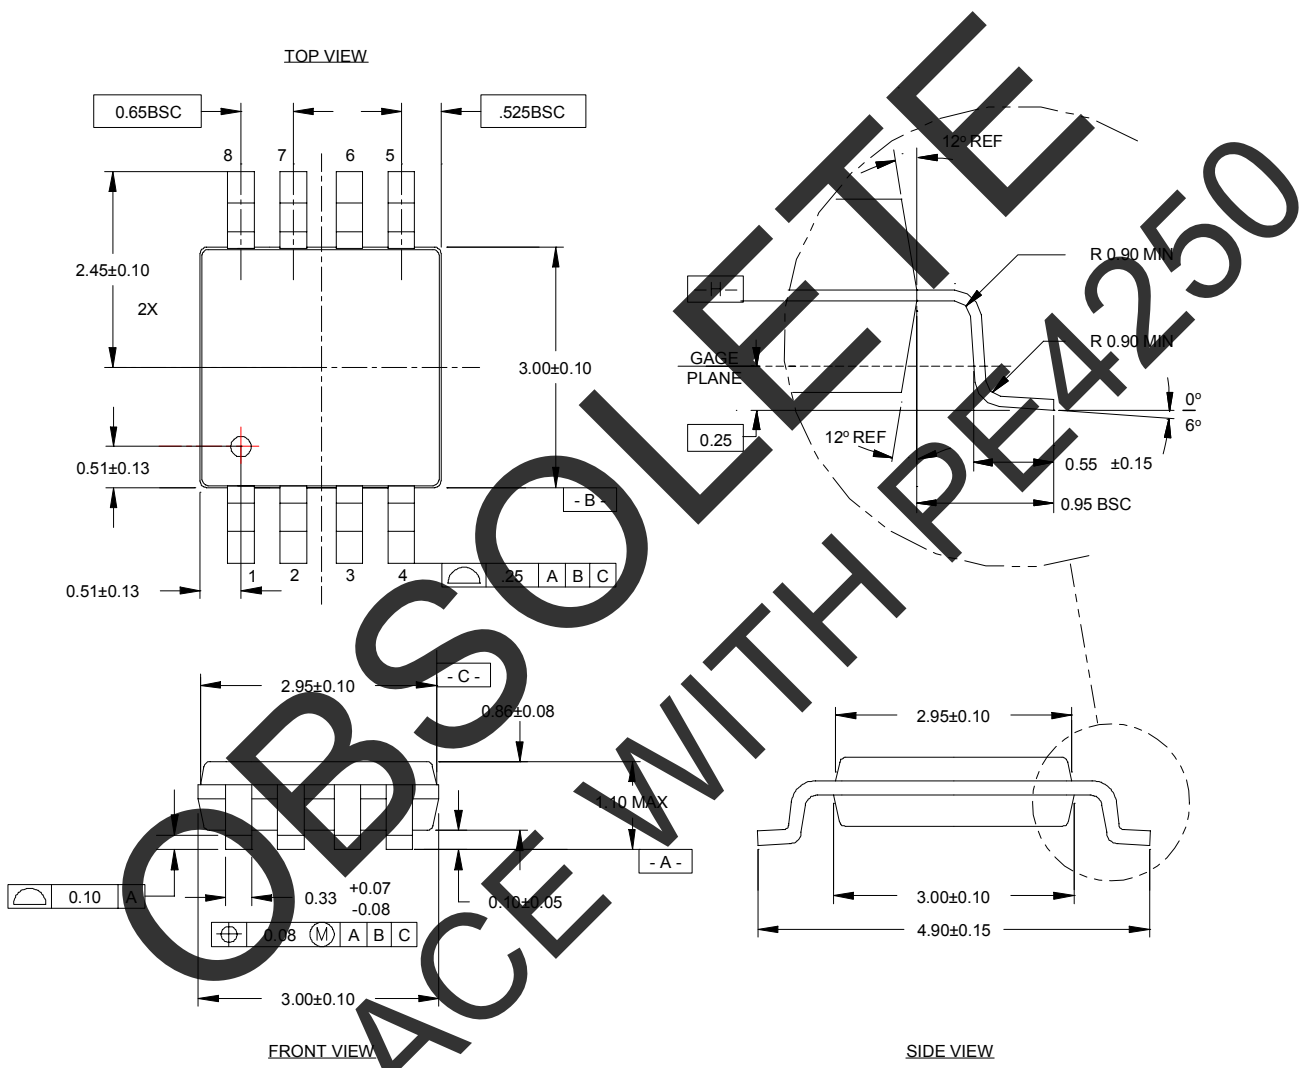 TOP VIEW
0.65BSC
.525BSC
8 7 6 5
2.45±0.10
2X
3.00±0.10
0.51±0.13
- B -
1 2 3 4
.25 A B C
0.51±0.13
12º REF
R 0.90 MIN
- H -
R 0.90 MIN
GAGE
PLANE
0.25
12º REF
0º
6º
0.55 ±0.15
0.95 BSC
2.95±0.10
- C -
0.86±0.08
1.10 MAX
- A -
0.10 A
0.33 +0.07
-0.08
0.10±0.05
0.08 M A B C
3.00±0.10
FRONT VIEW
2.95±0.10
3.00±0.10
4.90±0.15
SIDE VIEW
OBSOLETE
ACE WITH PE4250